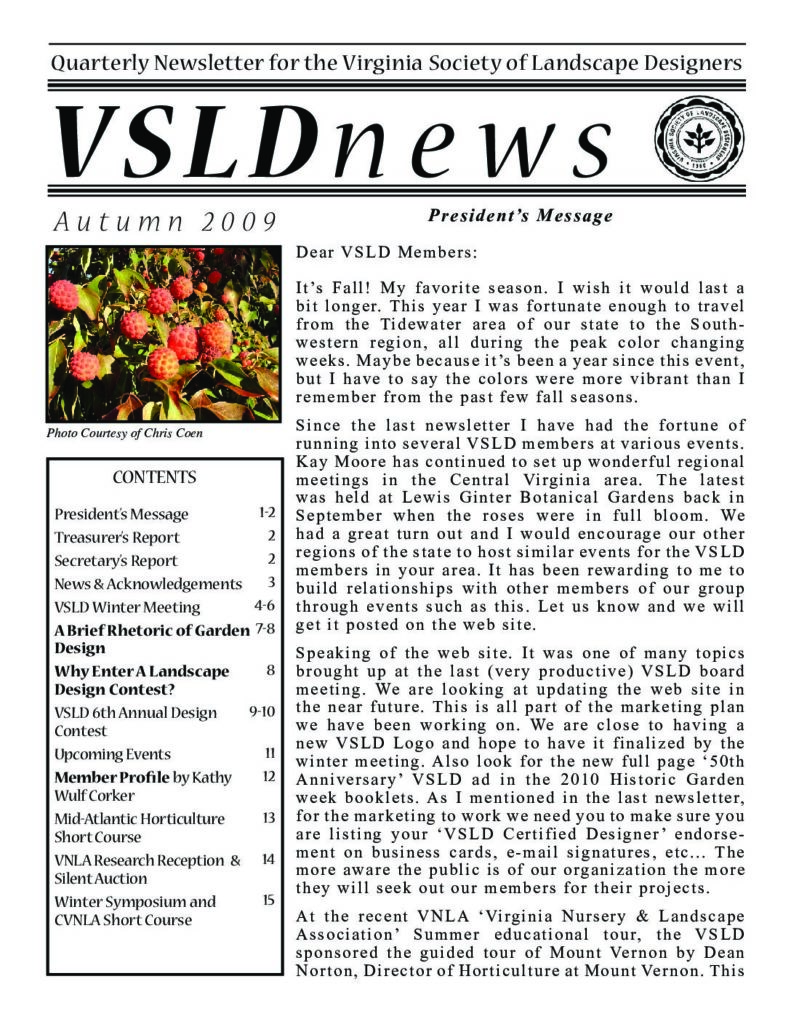 Quarterly Newsletter for the Virginia Society of Landscape Designers
VSLDnews
VIRGINIA SOCIETY OF LANDSCAPE DESIGNERS
• 1960 •
Autumn 2009
Photo Courtesy of Chris Coen
CONTENTS
President's Message 1-2
Treasurer's Report 2
Secretary's Report 2
News & Acknowledgements 3
VSLD Winter Meeting 4-6
A Brief Rhetoric of Garden 7-8
Design
Why Enter A Landscape 8
Design Contest?
VSLD 6th Annual Design 9-10
Contest
Upcoming Events 11
Member Profile by Kathy 12
Wulf Corker
Mid-Atlantic Horticulture 13
Short Course
VNLA Research Reception & 14
Silent Auction
Winter Symposium and 15
CVNLA Short Course
President's Message
Dear VSLD Members:
It's Fall! My favorite season. I wish it would last a
bit longer. This year I was fortunate enough to travel
from the Tidewater area of our state to the South-
western region, all during the peak color changing
weeks. Maybe because it's been a year since this event,
but I have to say the colors were more vibrant than I
remember from the past few fall seasons.
Since the last newsletter I have had the fortune of
running into several VSLD members at various events.
Kay Moore has continued to set up wonderful regional
meetings in the Central Virginia area. The latest
was held at Lewis Ginter Botanical Gardens back in
September when the roses were in full bloom. We
had a great turn out and I would encourage our other
regions of the state to host similar events for the VSLD
members in your area. It has been rewarding to me to
build relationships with other members of our group
through events such as this. Let us know and we will
get it posted on the web site.
Speaking of the web site. It was one of many topics
brought up at the last (very productive) VSLD board
meeting. We are looking at updating the web site in
the near future. This is all part of the marketing plan
we have been working on. We are close to having a
new VSLD Logo and hope to have it finalized by the
winter meeting. Also look for the new full page '50th
Anniversary' VSLD ad in the 2010 Historic Garden
week booklets. As I mentioned in the last newsletter,
for the marketing to work we need you to make sure you
are listing your 'VSLD Certified Designer' endorse-
ment on business cards, e-mail signatures, etc... The
more aware the public is of our organization the more
they will seek out our members for their projects.
At the recent VNLA 'Virginia Nursery & Landscape
Association' Summer educational tour, the VSLD
sponsored the guided tour of Mount Vernon by Dean
Norton, Director of Horticulture at Mount Vernon. This